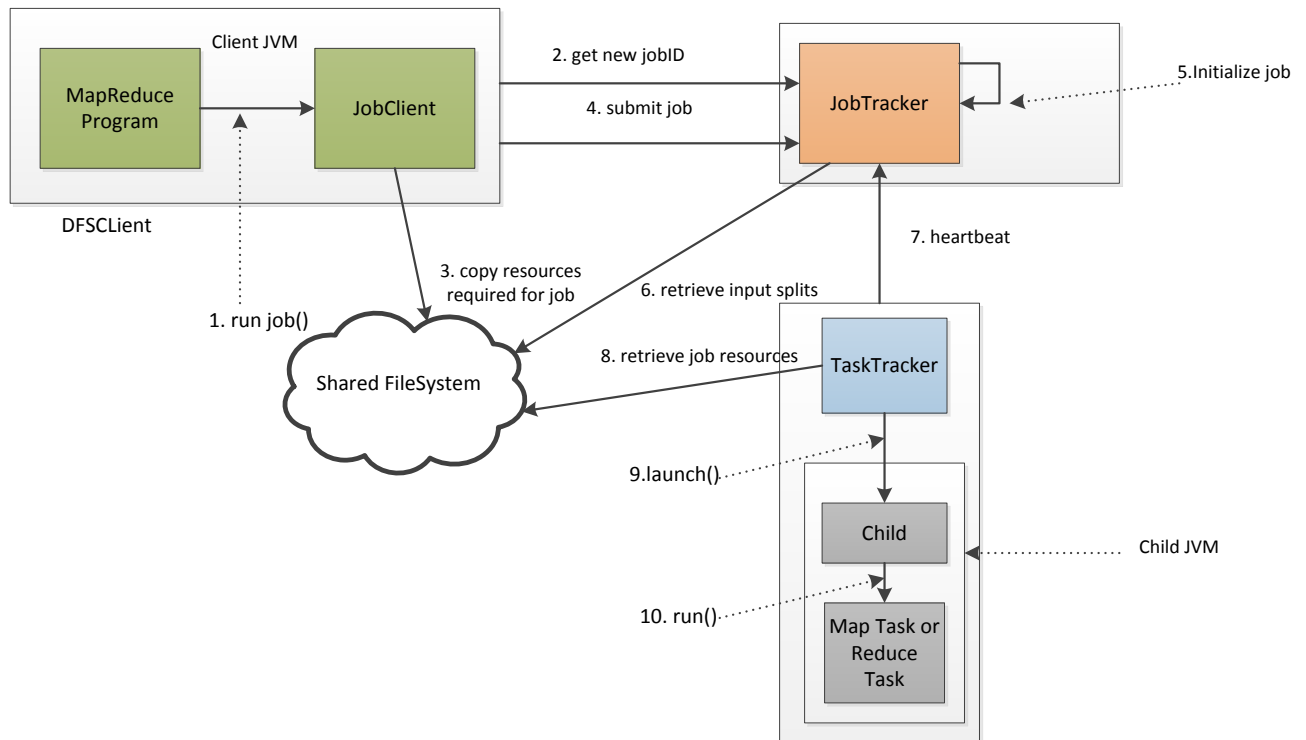 Client JVM
MapReduce
Program
JobClient
DFSCLient
2. get new jobID
4. submit job
JobTracker
5.Initialize job
1. run job()
3. copy resources
required for job
6. retrieve input splits
7. heartbeat
Shared FileSystem
8. retrieve job resources
TaskTracker
9.launch()
Child
Child JVM
10. run()
Map Task or
Reduce
Task